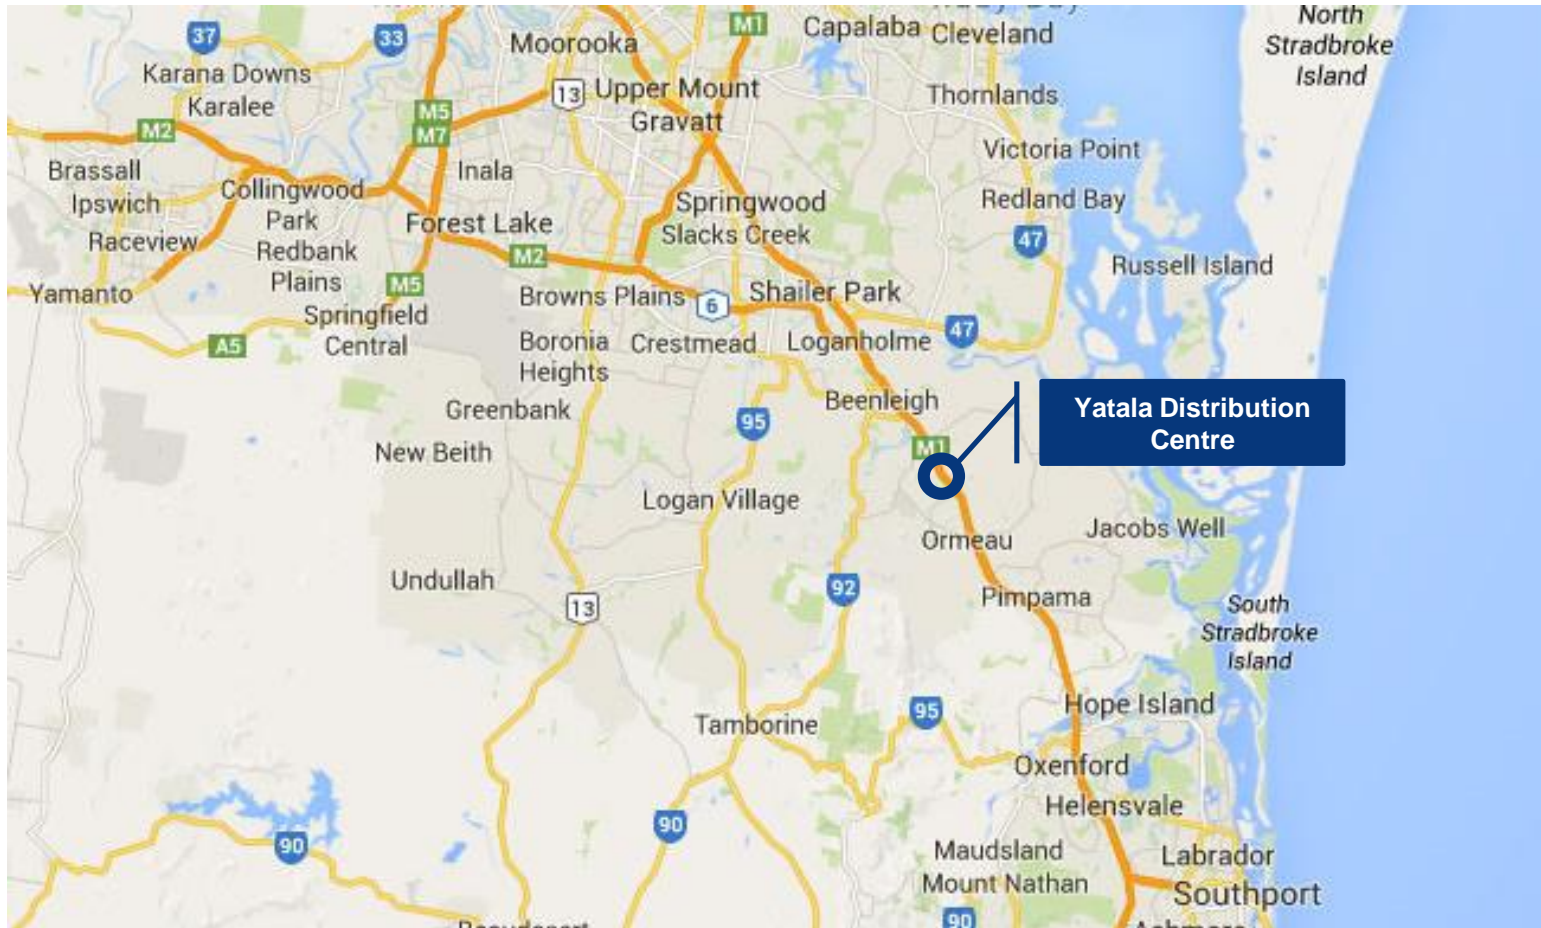 North
Stradbroke
Island
M1
Capalaba
Cleveland
37
33
Moorooka
Karana Downs
Karalee
13
Upper Mount
Gravatt
Thornlands
M5
M7
M2
Victoria Point
Brassall
Inala
Ipswich
Collingwood
Park
Springwood
Redland Bay
Forest Lake
Slacks Creek
Raceview
Redbank
Plains
47
M2
Russell Island
M5
Yamanto
Browns Plains
6
Shailer Park
Springfield
Central
A5
47
Boronia
Heights
Crestmead
Loganholme
Greenbank
95
Beenleigh
Yatala Distribution
Centre
M1
New Beith
Logan Village
Ormeau
Jacobs Well
Undullah
92
13
Pimpama
South
Stradbroke
Island
95
Hope Island
Tamborine
Oxenford
Helensvale
90
90
Maudsland
Labrador
Mount Nathan
Southport
90